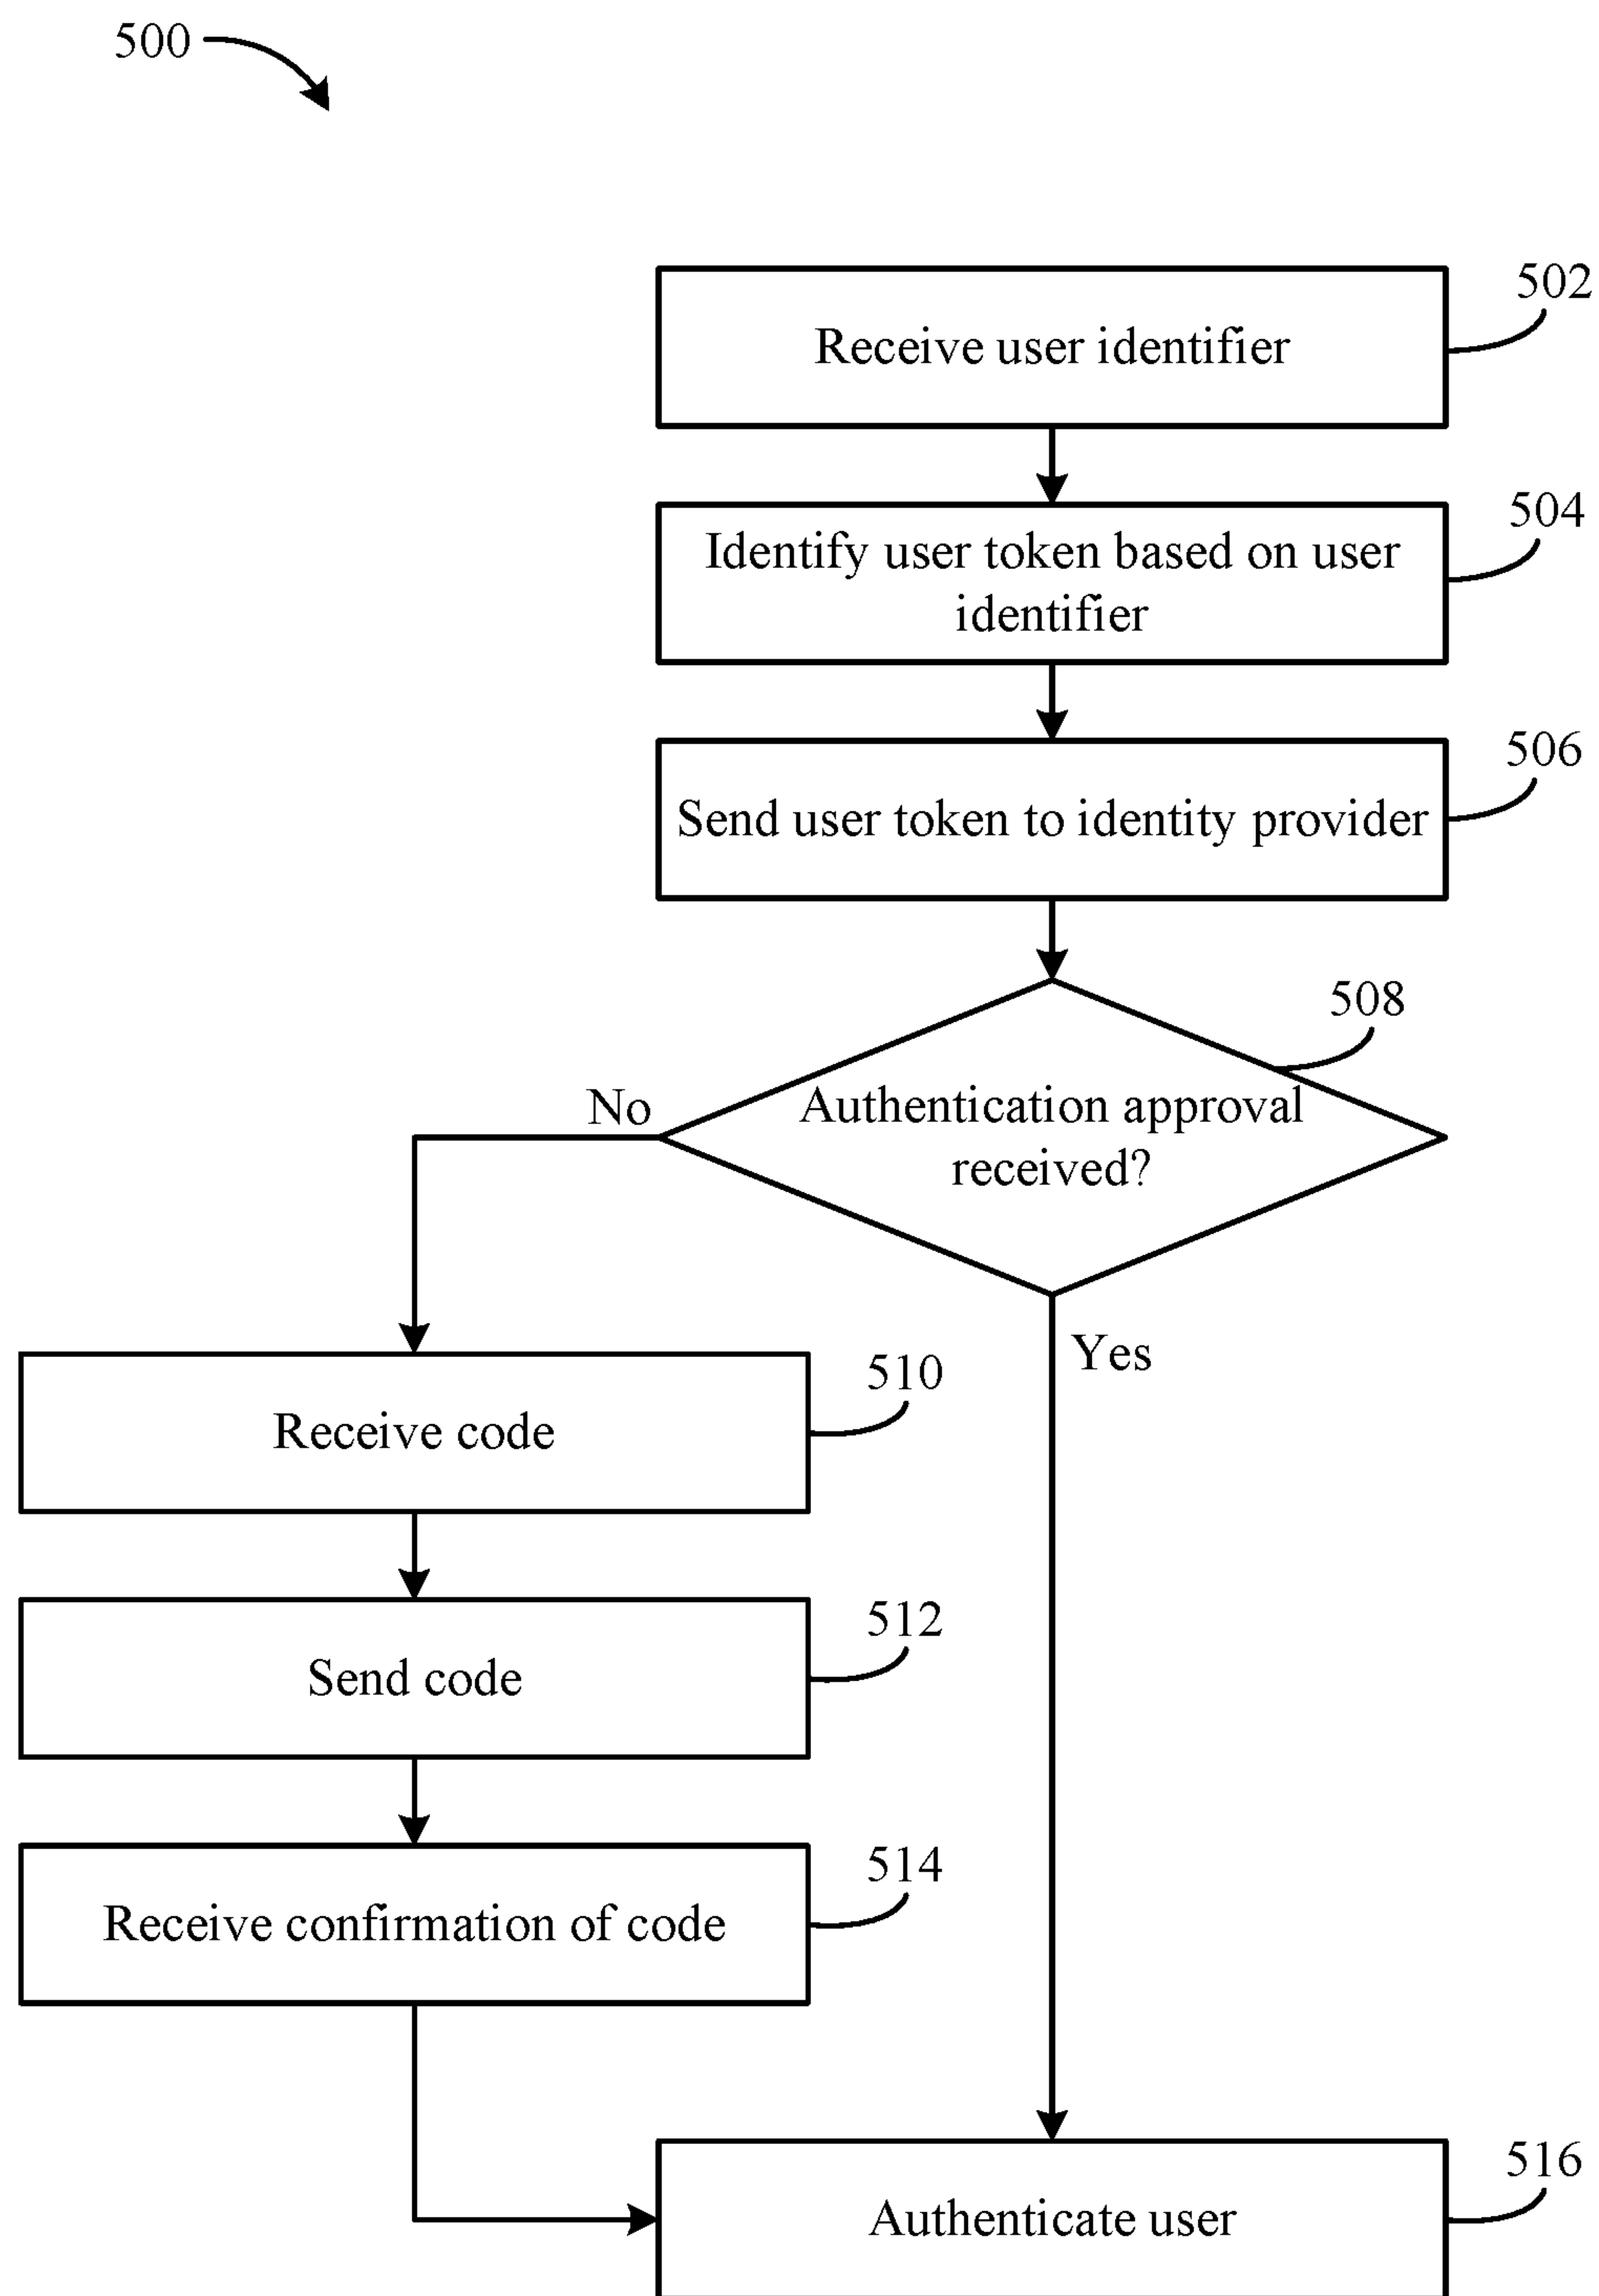 500
502
Receive user identifier
504
Identify user token based on user
identifier
506
Send user token to identity provider
508
Authentication approval
received?
No
Yes
510
Receive code
512
Send code
514
Receive confirmation of code
516
Authenticate user